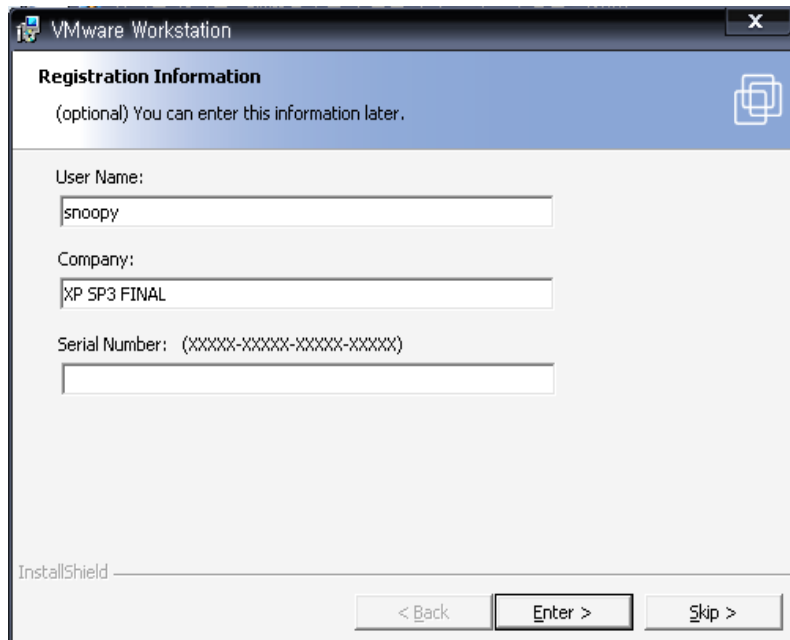 VMware Workstation
X
Registration Information
(optional) You can enter this information later.
User Name:
snoopy
Company:
XP SP3 FINAL
Serial Number: (XXXXX-XXXXX-XXXXX-XXXXX)
InstallShield
< Back Enter > Skip >